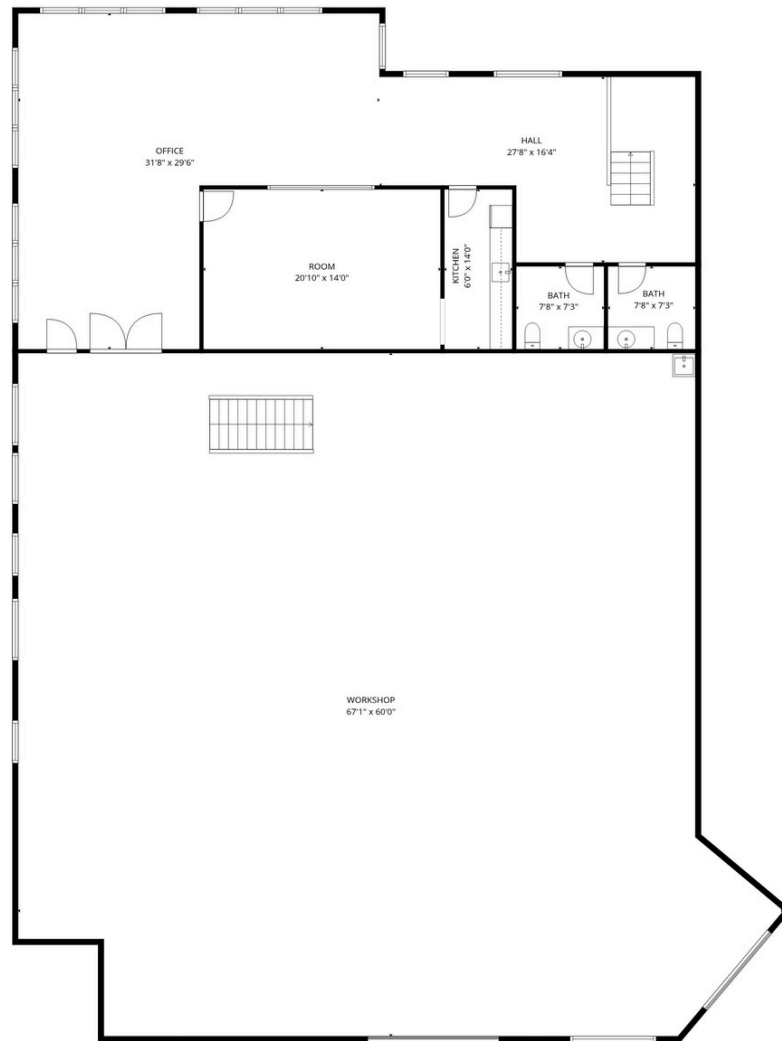 OFFICE
31'8" x 29'6"
HALL
27'8" x 16'4"
ROOM
20'10" x 14'0"
KITCHEN
6'0" x 14'0"
BATH
7'8" x 7'3"
BATH
7'8" x 7'3"
WORKSHOP
67'1" x 60'0"